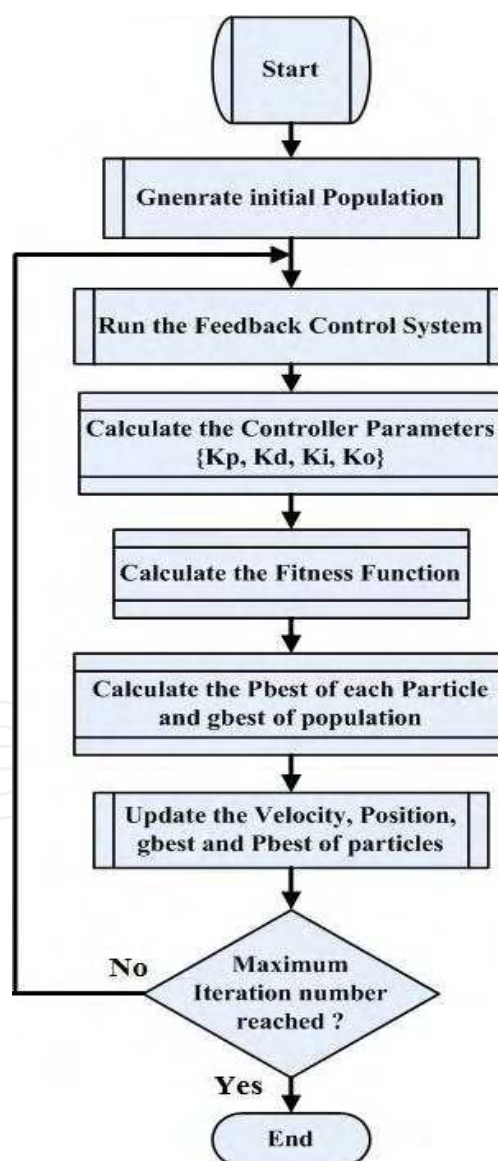 Start
Gnenrate initial Population
Run the Feedback Control System
Calculate the Controller Parameters
{Kp, Kd, Ki, Ko}
Calculate the Fitness Function
Calculate the Pbest of each Particle
and gbest of population
Update the Velocity, Position,
gbest and Pbest of particles
No
Maximum
Iteration number
reached ?
Yes
End